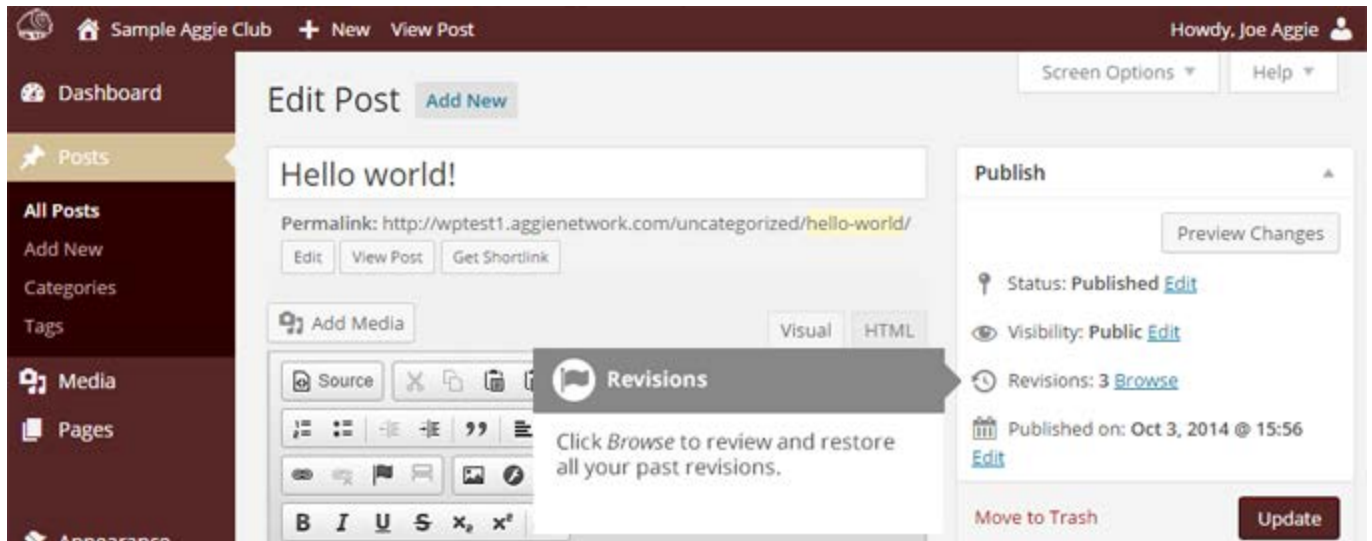 Sample Aggie Club + New View Post Howdy, Joe Aggie
Screen Options Help
Dashboard
Posts
All Posts
Add New
Categories
Tags
Media
Pages
Appearance
Edit Post Add New
Hello world!
Permalink: http://wptest1.aggienetwork.com/uncategorized/hello-world/
Edit View Post Get Shortlink
Add Media Visual HTML
Source
B I U S x₂ xᵉ
Revisions
Click Browse to review and restore
all your past revisions.
Publish
Preview Changes
Status: Published Edit
Visibility: Public Edit
Revisions: 3 Browse
Published on: Oct 3, 2014 @ 15:56
Edit
Move to Trash Update